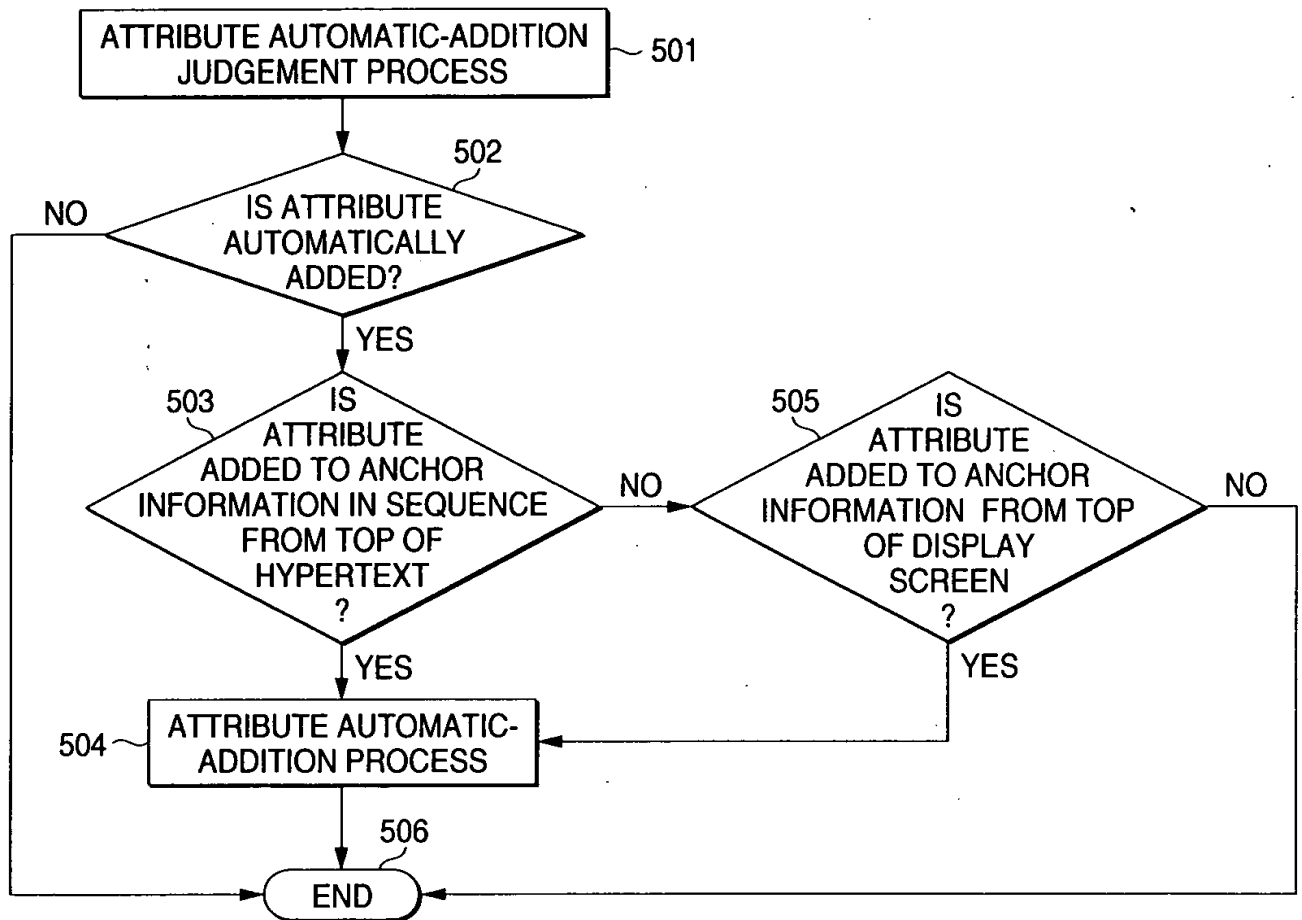 ATTRIBUTE AUTOMATIC-ADDITION
JUDGEMENT PROCESS
501
502
NO
IS ATTRIBUTE
AUTOMATICALLY
ADDED?
YES
503
IS
ATTRIBUTE
ADDED TO ANCHOR
INFORMATION IN SEQUENCE
FROM TOP OF
HYPERTEXT
?
NO
505
IS
ATTRIBUTE
ADDED TO ANCHOR
INFORMATION FROM TOP
OF DISPLAY
SCREEN
?
NO
YES
YES
504
ATTRIBUTE AUTOMATIC-
ADDITION PROCESS
506
END